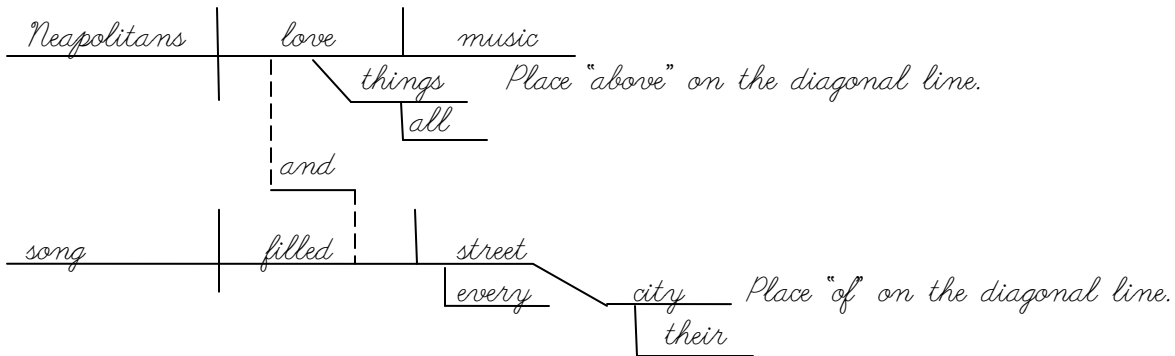 Neapolitans love music
things Place "above" on the diagonal line.
all
and
song filled street
every city Place "of" on the diagonal line.
their